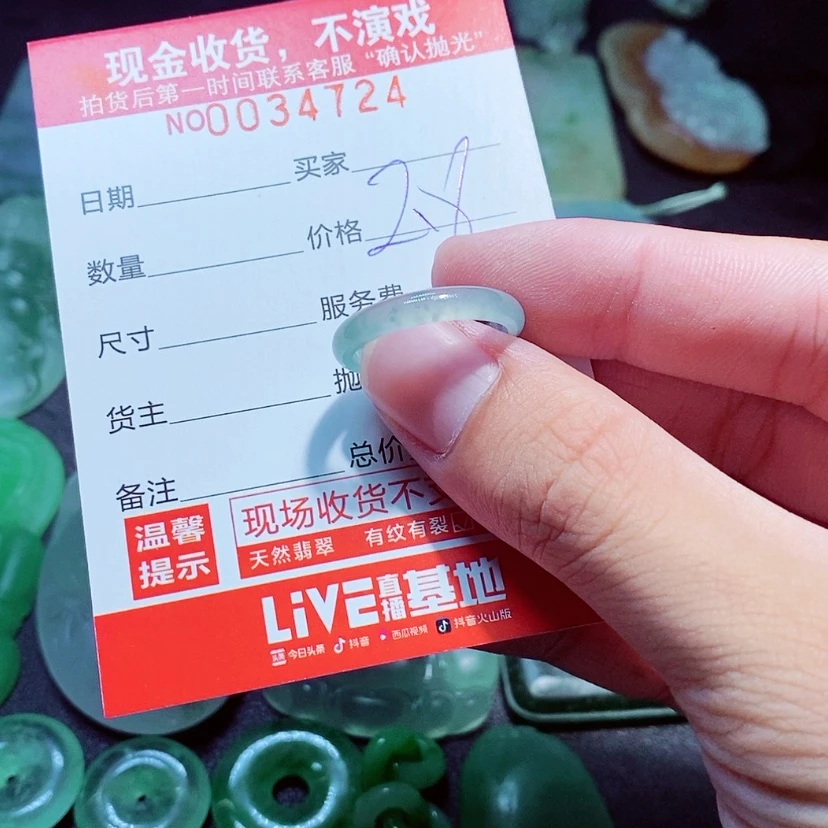 现金收货，不演戏
拍货后第一时间联系客服“确认抛光”
NO0034724
日期 买家
数量 价格
尺寸 服务费
货主 抛
备注 总价
温馨提示
现场收货不
天然翡翠 有纹有裂
LiVE直播基地
头条 今日头条 抖音 西瓜视频 抖音火山版